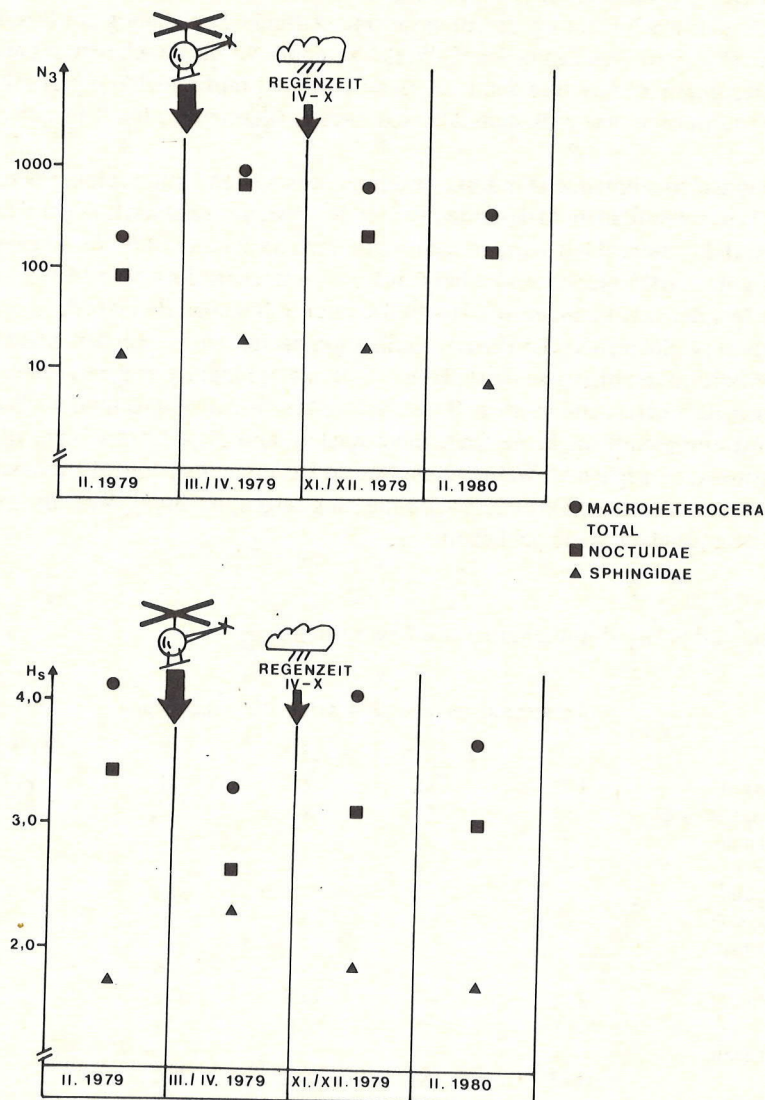 N3
REGENZEIT
IV-X
1000
100
10
II. 1979
III./IV. 1979
XI./XII. 1979
II. 1980
MACROHETEROCERA
TOTAL
NOCTUIDAE
SPHINGIDAE
Hs
REGENZEIT
IV-X
4,0
3,0
2,0
II. 1979
III./IV. 1979
XI./XII. 1979
II. 1980